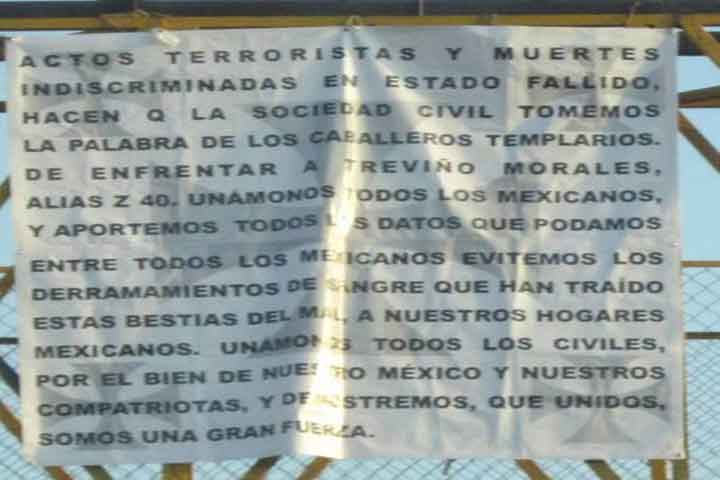 ACTOS TERRORISTAS Y MUERTES
INDISCRIMINADAS EN ESTADO FALLIDO,
HACEN Q LA SOCIEDAD CIVIL TOMEMOS
LA PALABRA DE LOS CABALLEROS TEMPLARIOS.
DE ENFRENTAR A TREVIÑO MORALES,
ALIAS Z 40. UNÁMONOS TODOS LOS MEXICANOS,
Y APORTEMOS TODOS LOS DATOS QUE PODAMOS
ENTRE TODOS LOS MEXICANOS EVITEMOS LOS
DERRAMAMIENTOS DE SANGRE QUE HAN TRAÍDO
ESTAS BESTIAS DEL MAL, A NUESTROS HOGARES
MEXICANOS. UNAMONOS TODOS LOS CIVILES,
POR EL BIEN DE NUESTRO MÉXICO Y NUESTROS
COMPATRIOTAS, Y DEMOSTREMOS, QUE UNIDOS,
SOMOS UNA GRAN FUERZA.